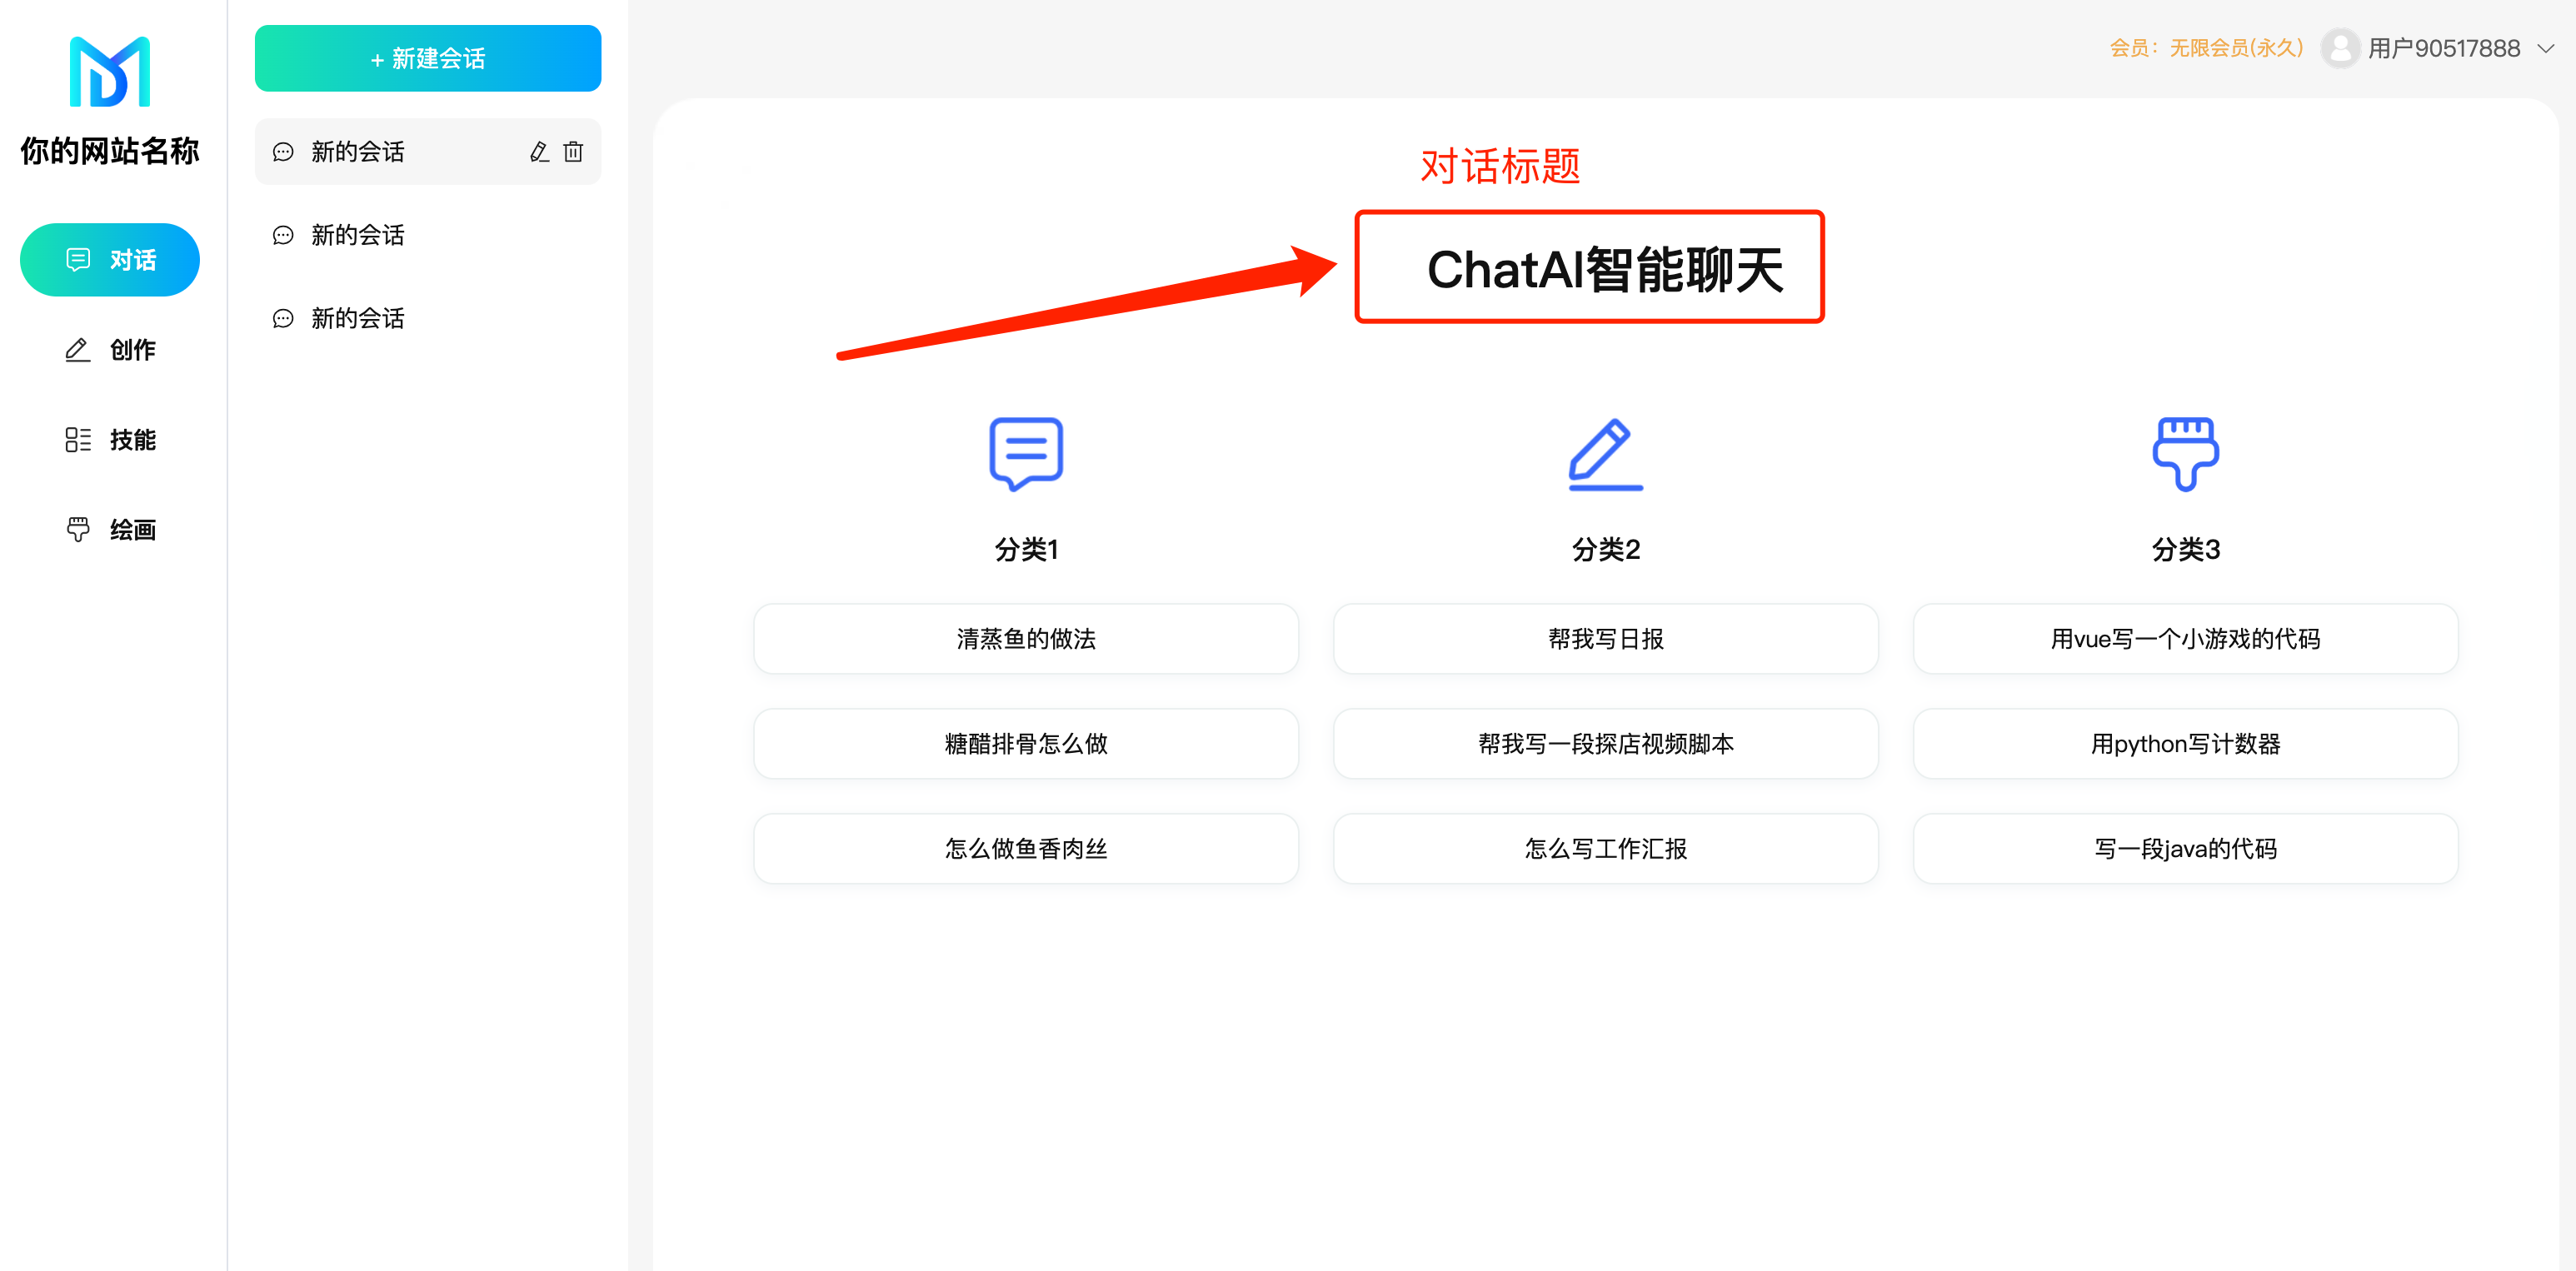 你的网站名称
对话
创作
技能
绘画
+ 新建会话
新的会话
新的会话
新的会话
会员：无限会员(永久)
用户90517888
对话标题
ChatAI智能聊天
分类1
清蒸鱼的做法
糖醋排骨怎么做
怎么做鱼香肉丝
分类2
帮我写日报
帮我写一段探店视频脚本
怎么写工作汇报
分类3
用vue写一个小游戏的代码
用python写计数器
写一段java的代码